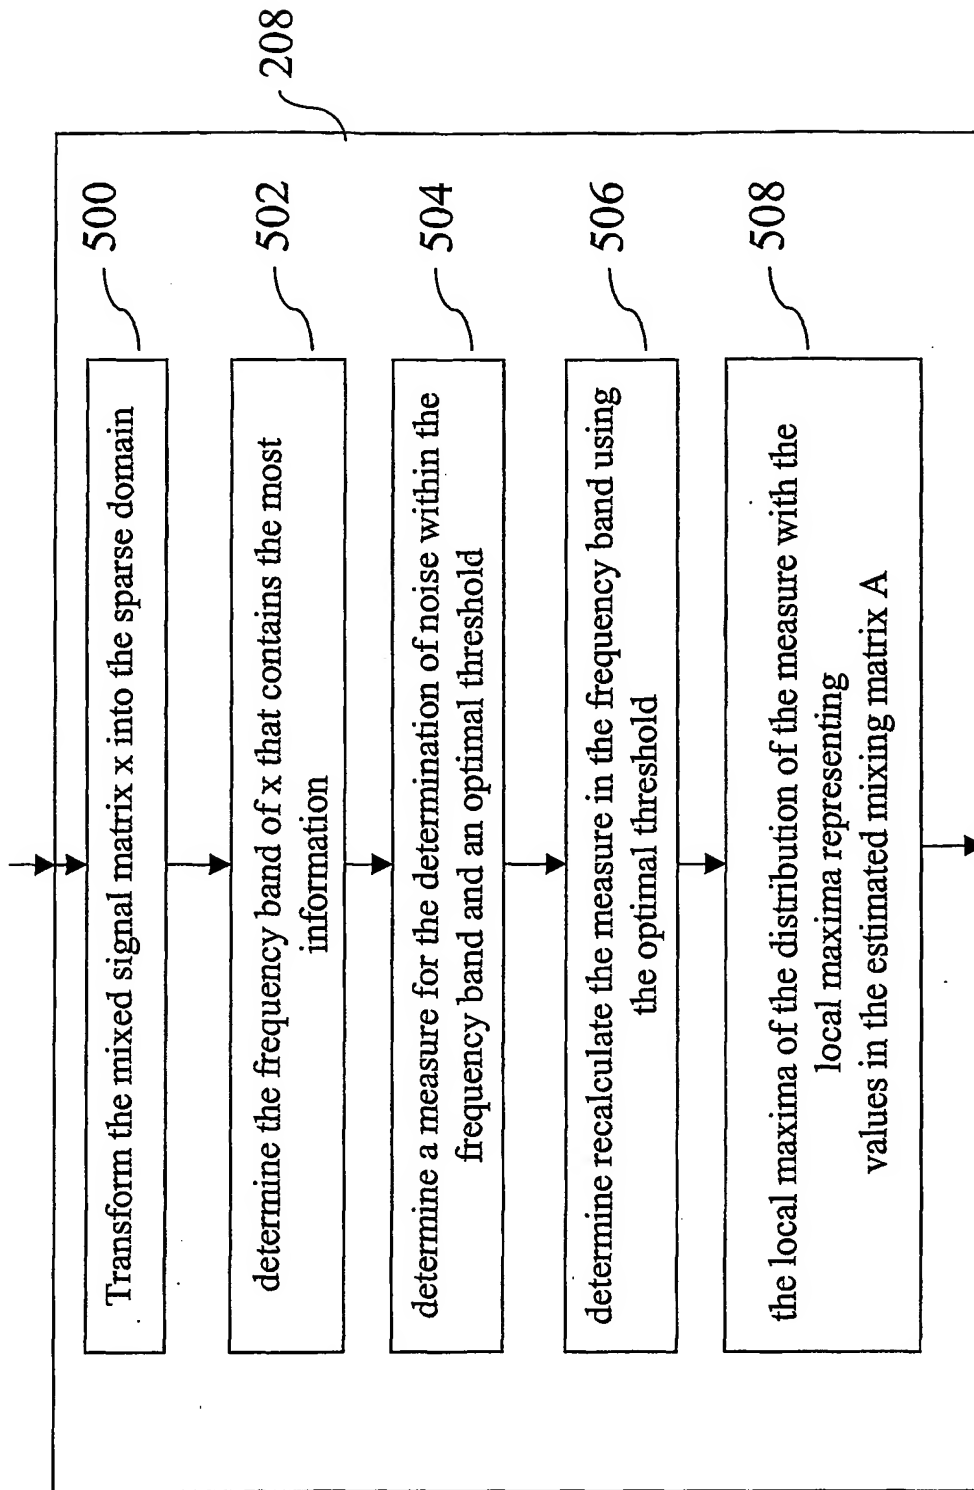 208
500
Transform the mixed signal matrix x into the sparse domain
502
determine the frequency band of x that contains the most
information
504
determine a measure for the determination of noise within the
frequency band and an optimal threshold
506
determine recalculate the measure in the frequency band using
the optimal threshold
508
the local maxima of the distribution of the measure with the
local maxima representing
values in the estimated mixing matrix A